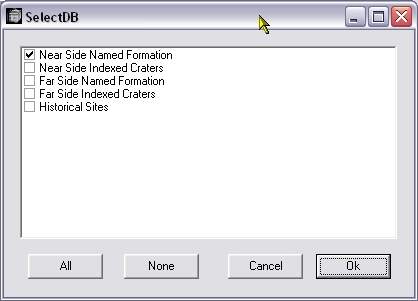 SelectDB
Near Side Named Formation
Near Side Indexed Craters
Far Side Named Formation
Far Side Indexed Craters
Historical Sites
All None Cancel Ok